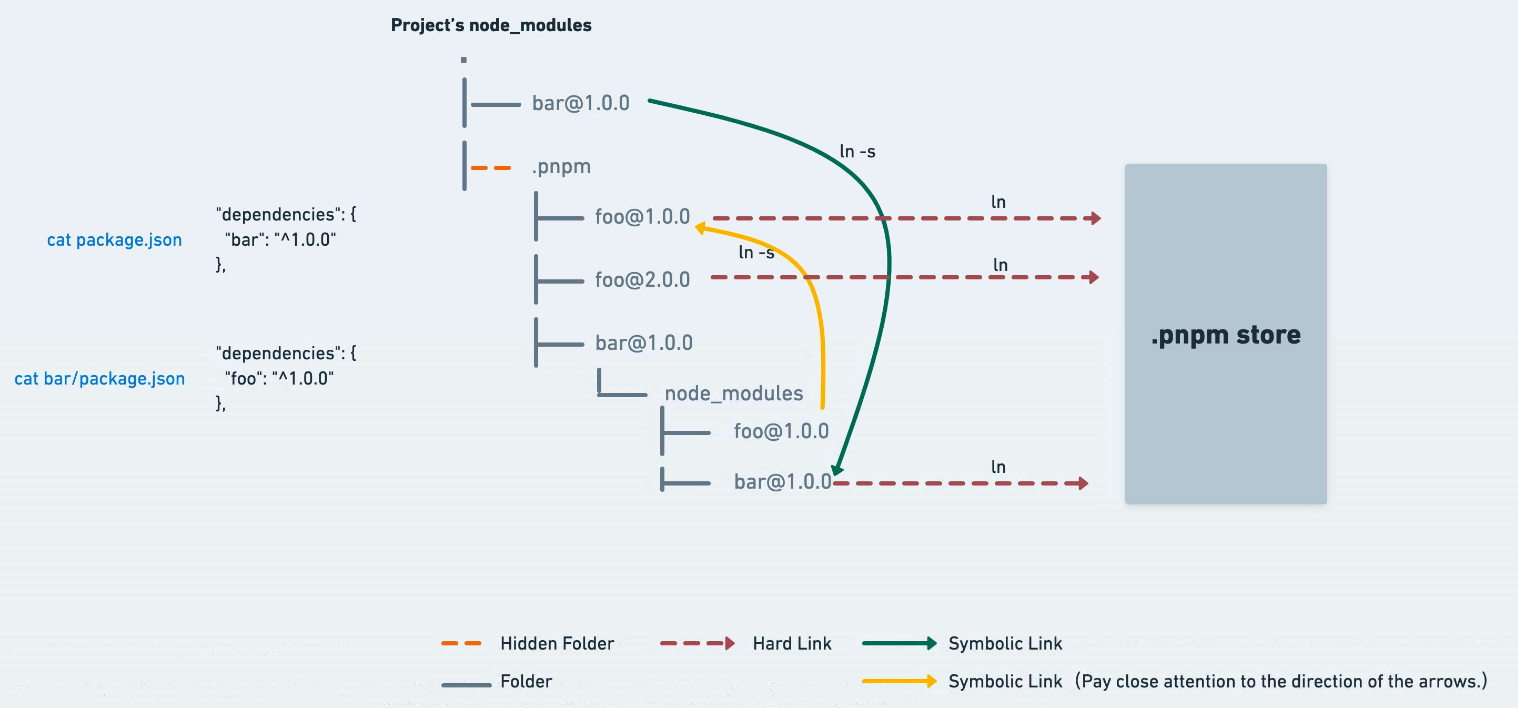 Project's node_modules
.
bar@1.0.0
ln -s
.pnpm
"dependencies": {
cat package.json "bar": "^1.0.0"
},
foo@1.0.0
ln
ln -s
foo@2.0.0
ln
.pnpm store
bar@1.0.0
"dependencies": {
cat bar/package.json "foo": "^1.0.0"
},
node_modules
foo@1.0.0
bar@1.0.0
ln
Hidden Folder
Hard Link
Symbolic Link
Folder
Symbolic Link (Pay close attention to the direction of the arrows.)